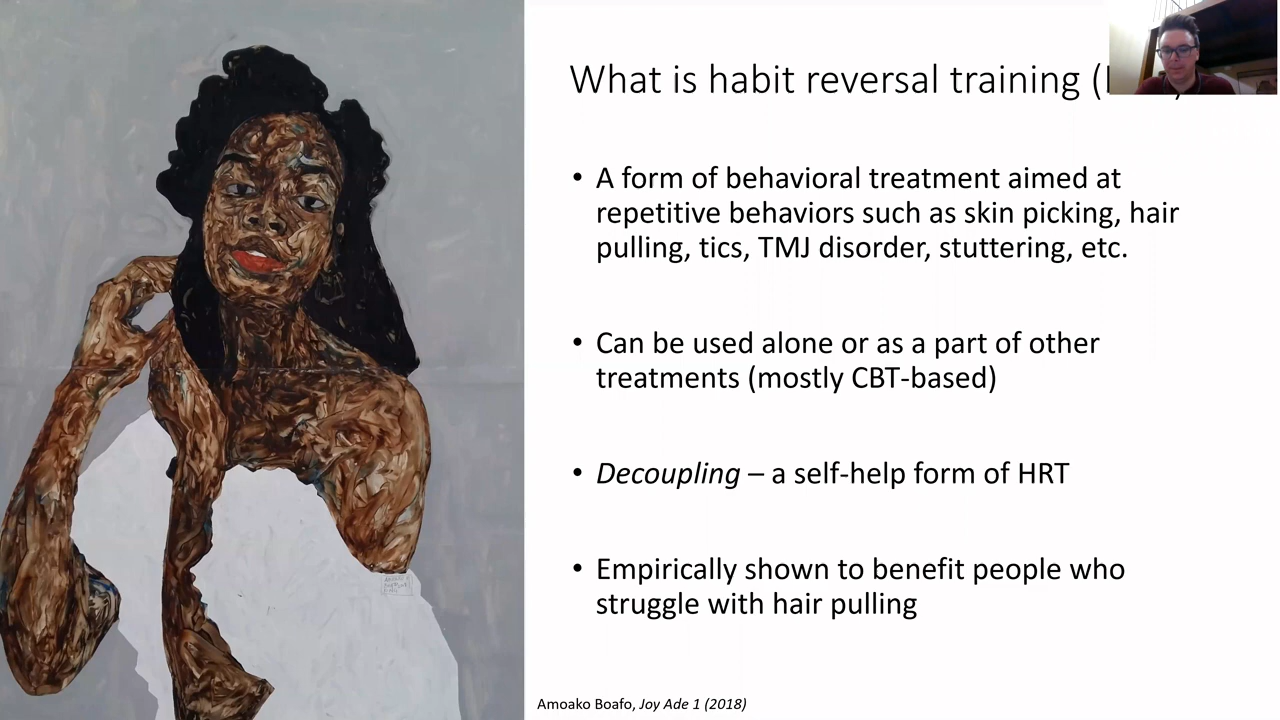 What is habit reversal training (
• A form of behavioral treatment aimed at
repetitive behaviors such as skin picking, hair
pulling, tics, TMJ disorder, stuttering, etc.
• Can be used alone or as a part of other
treatments (mostly CBT-based)
• Decoupling – a self-help form of HRT
• Empirically shown to benefit people who
struggle with hair pulling
Amoako Boafo, Joy Ade 1 (2018)